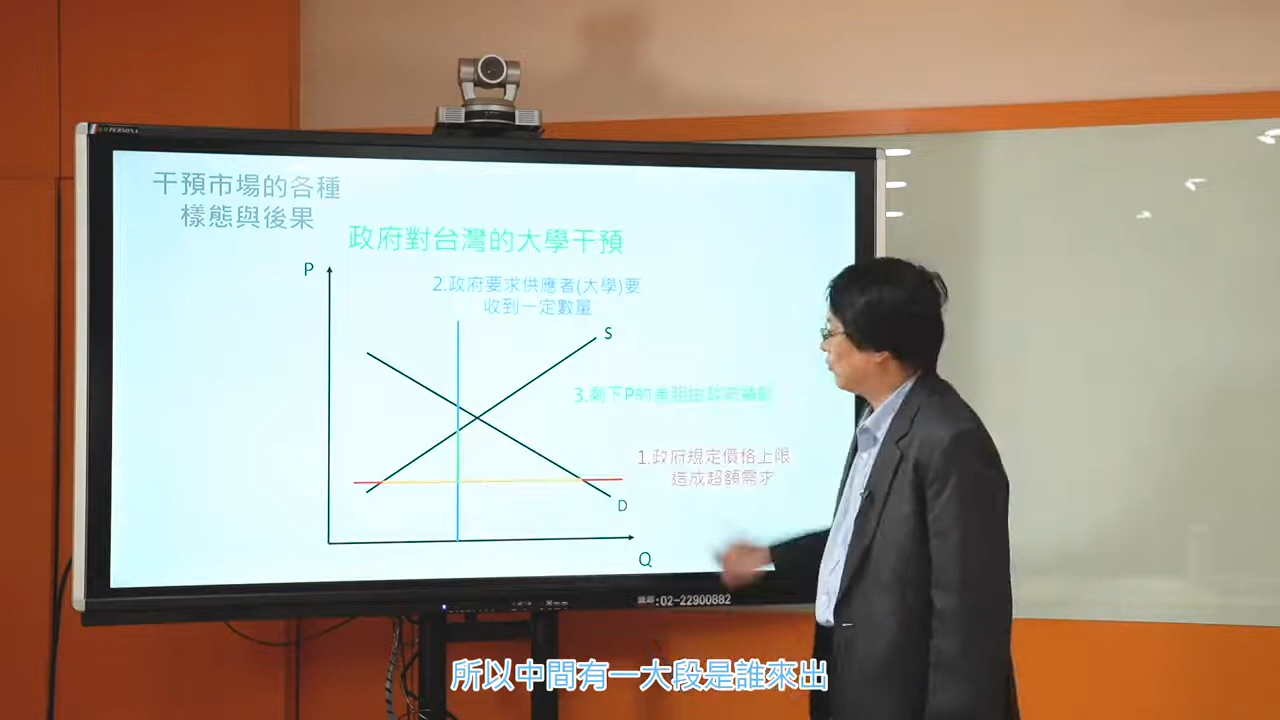 PERSONA
干預市場的各種
樣態與後果
政府對台灣的大學干預
P
2.政府要求供應者(大學)要
收到一定數量
S
3.剩下P的差距由政府補貼
1.政府規定價格上限
造成超額需求
D
Q
:02-22900882
所以中間有一大段是誰來出